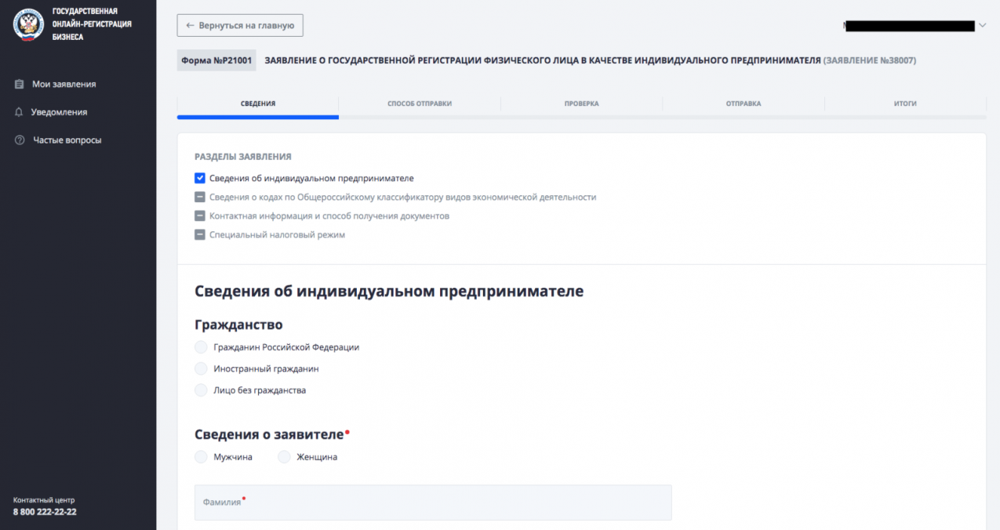 ГОСУДАРСТВЕННАЯ
ОНЛАЙН-РЕГИСТРАЦИЯ
БИЗНЕСА
Мои заявления
Уведомления
Частые вопросы
Контактный центр
8 800 222-22-22
← Вернуться на главную
Форма №Р21001 ЗАЯВЛЕНИЕ О ГОСУДАРСТВЕННОЙ РЕГИСТРАЦИИ ФИЗИЧЕСКОГО ЛИЦА В КАЧЕСТВЕ ИНДИВИДУАЛЬНОГО ПРЕДПРИНИМАТЕЛЯ (ЗАЯВЛЕНИЕ №38007)
СВЕДЕНИЯ СПОСОБ ОТПРАВКИ ПРОВЕРКА ОТПРАВКА ИТОГИ
РАЗДЕЛЫ ЗАЯВЛЕНИЯ
Сведения об индивидуальном предпринимателе
Сведения о кодах по Общероссийскому классификатору видов экономической деятельности
Контактная информация и способ получения документов
Специальный налоговый режим
Сведения об индивидуальном предпринимателе
Гражданство
Гражданин Российской Федерации
Иностранный гражданин
Лицо без гражданства
Сведения о заявителе
Мужчина Женщина
Фамилия